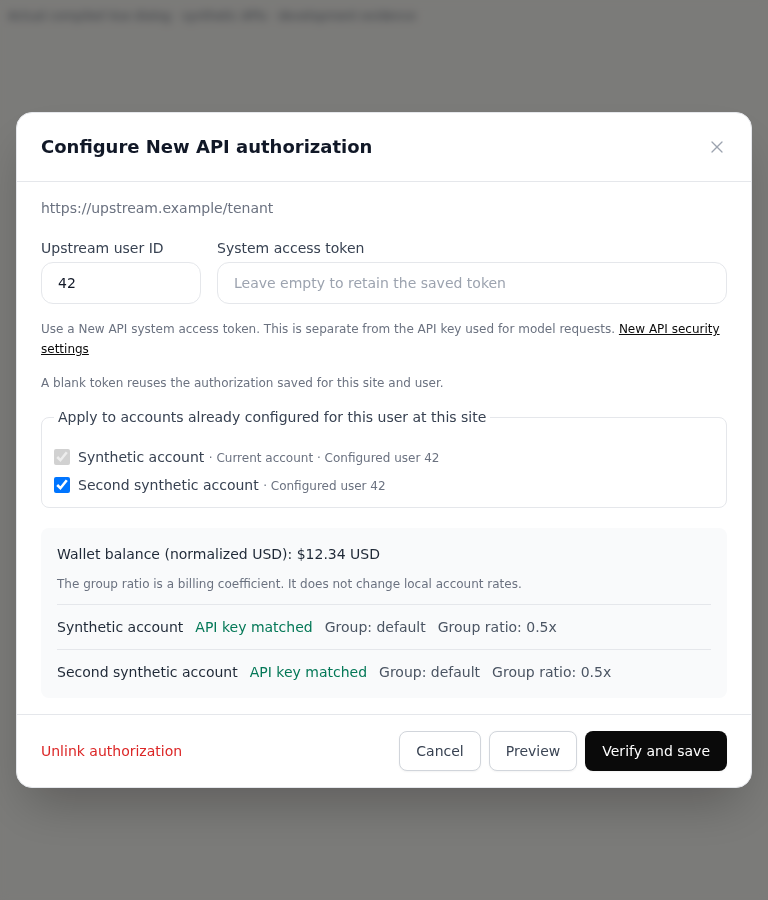 Configure New API authorization
https://upstream.example/tenant
Upstream user ID
System access token
42
Leave empty to retain the saved token
Use a New API system access token. This is separate from the API key used for model requests. New API security
settings
A blank token reuses the authorization saved for this site and user.
Apply to accounts already configured for this user at this site
Synthetic account · Current account · Configured user 42
Second synthetic account · Configured user 42
Wallet balance (normalized USD): $12.34 USD
The group ratio is a billing coefficient. It does not change local account rates.
Synthetic account API key matched Group: default Group ratio: 0.5x
Second synthetic account API key matched Group: default Group ratio: 0.5x
Unlink authorization
Cancel
Preview
Verify and save